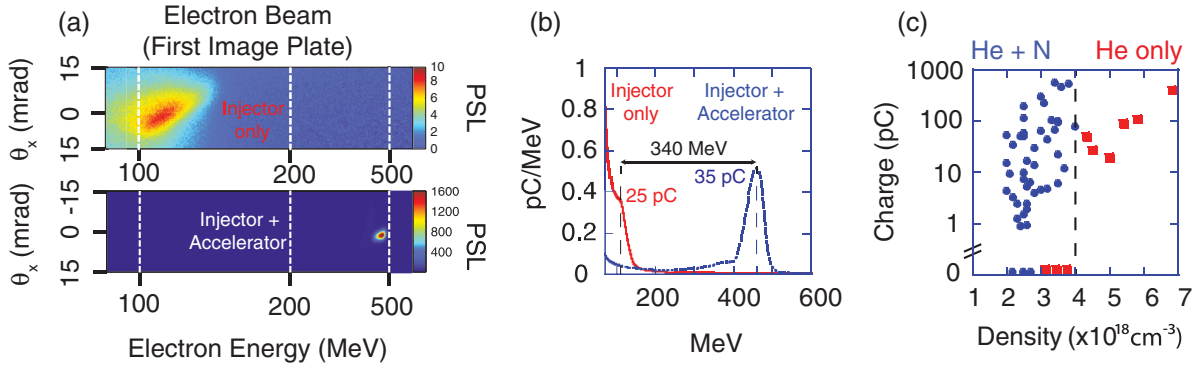 (a)
Electron Beam
(First Image Plate)
θx (mrad)
15
0
15
Injector
only
100
200
500
10
8
6
4
2
0
PSL
θx (mrad)
-15
0
15
Injector +
Accelerator
100
200
500
1600
1200
800
400
PSL
Electron Energy (MeV)
(b)
pC/MeV
1
0.8
0.6
0.4
0.2
0
Injector
only
Injector +
Accelerator
340 MeV
25 pC
35 pC
200
400
600
MeV
(c)
He + N
He only
Charge (pC)
1000
100
10
1
0
1
2
3
4
5
6
7
Density (x10¹⁸cm⁻³)